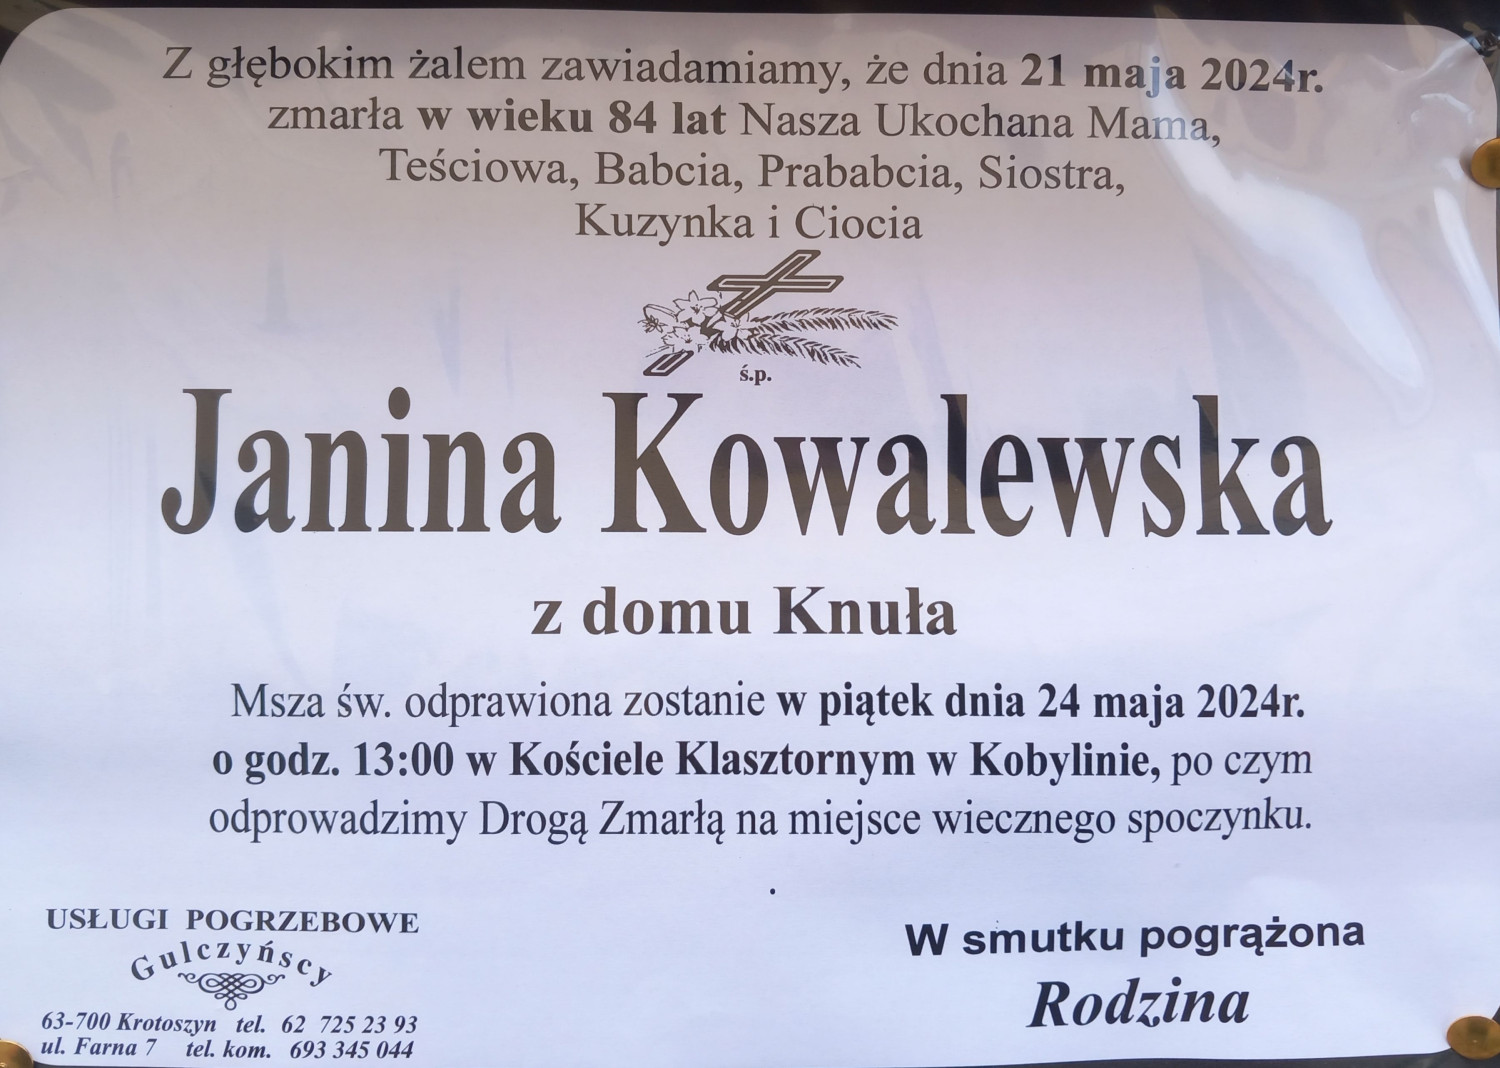 Z głębokim żalem zawiadamiamy, że dnia 21 maja 2024r.
zmarła w wieku 84 lat Nasza Ukochana Mama,
Teściowa, Babcia, Prababcia, Siostra,
Kuzynka i Ciocia
ś.p.
Janina Kowalewska
z domu Knuła
Msza św. odprawiona zostanie w piątek dnia 24 maja 2024r.
o godz. 13:00 w Kościele Klasztornym w Kobylinie, po czym
odprowadzimy Drogą Zmarłą na miejsce wiecznego spoczynku.
.
USŁUGI POGRZEBOWE
Gulczyńscy
63-700 Krotoszyn tel. 62 725 23 93
ul. Farna 7 tel. kom. 693 345 044
W smutku pogrążona
Rodzina